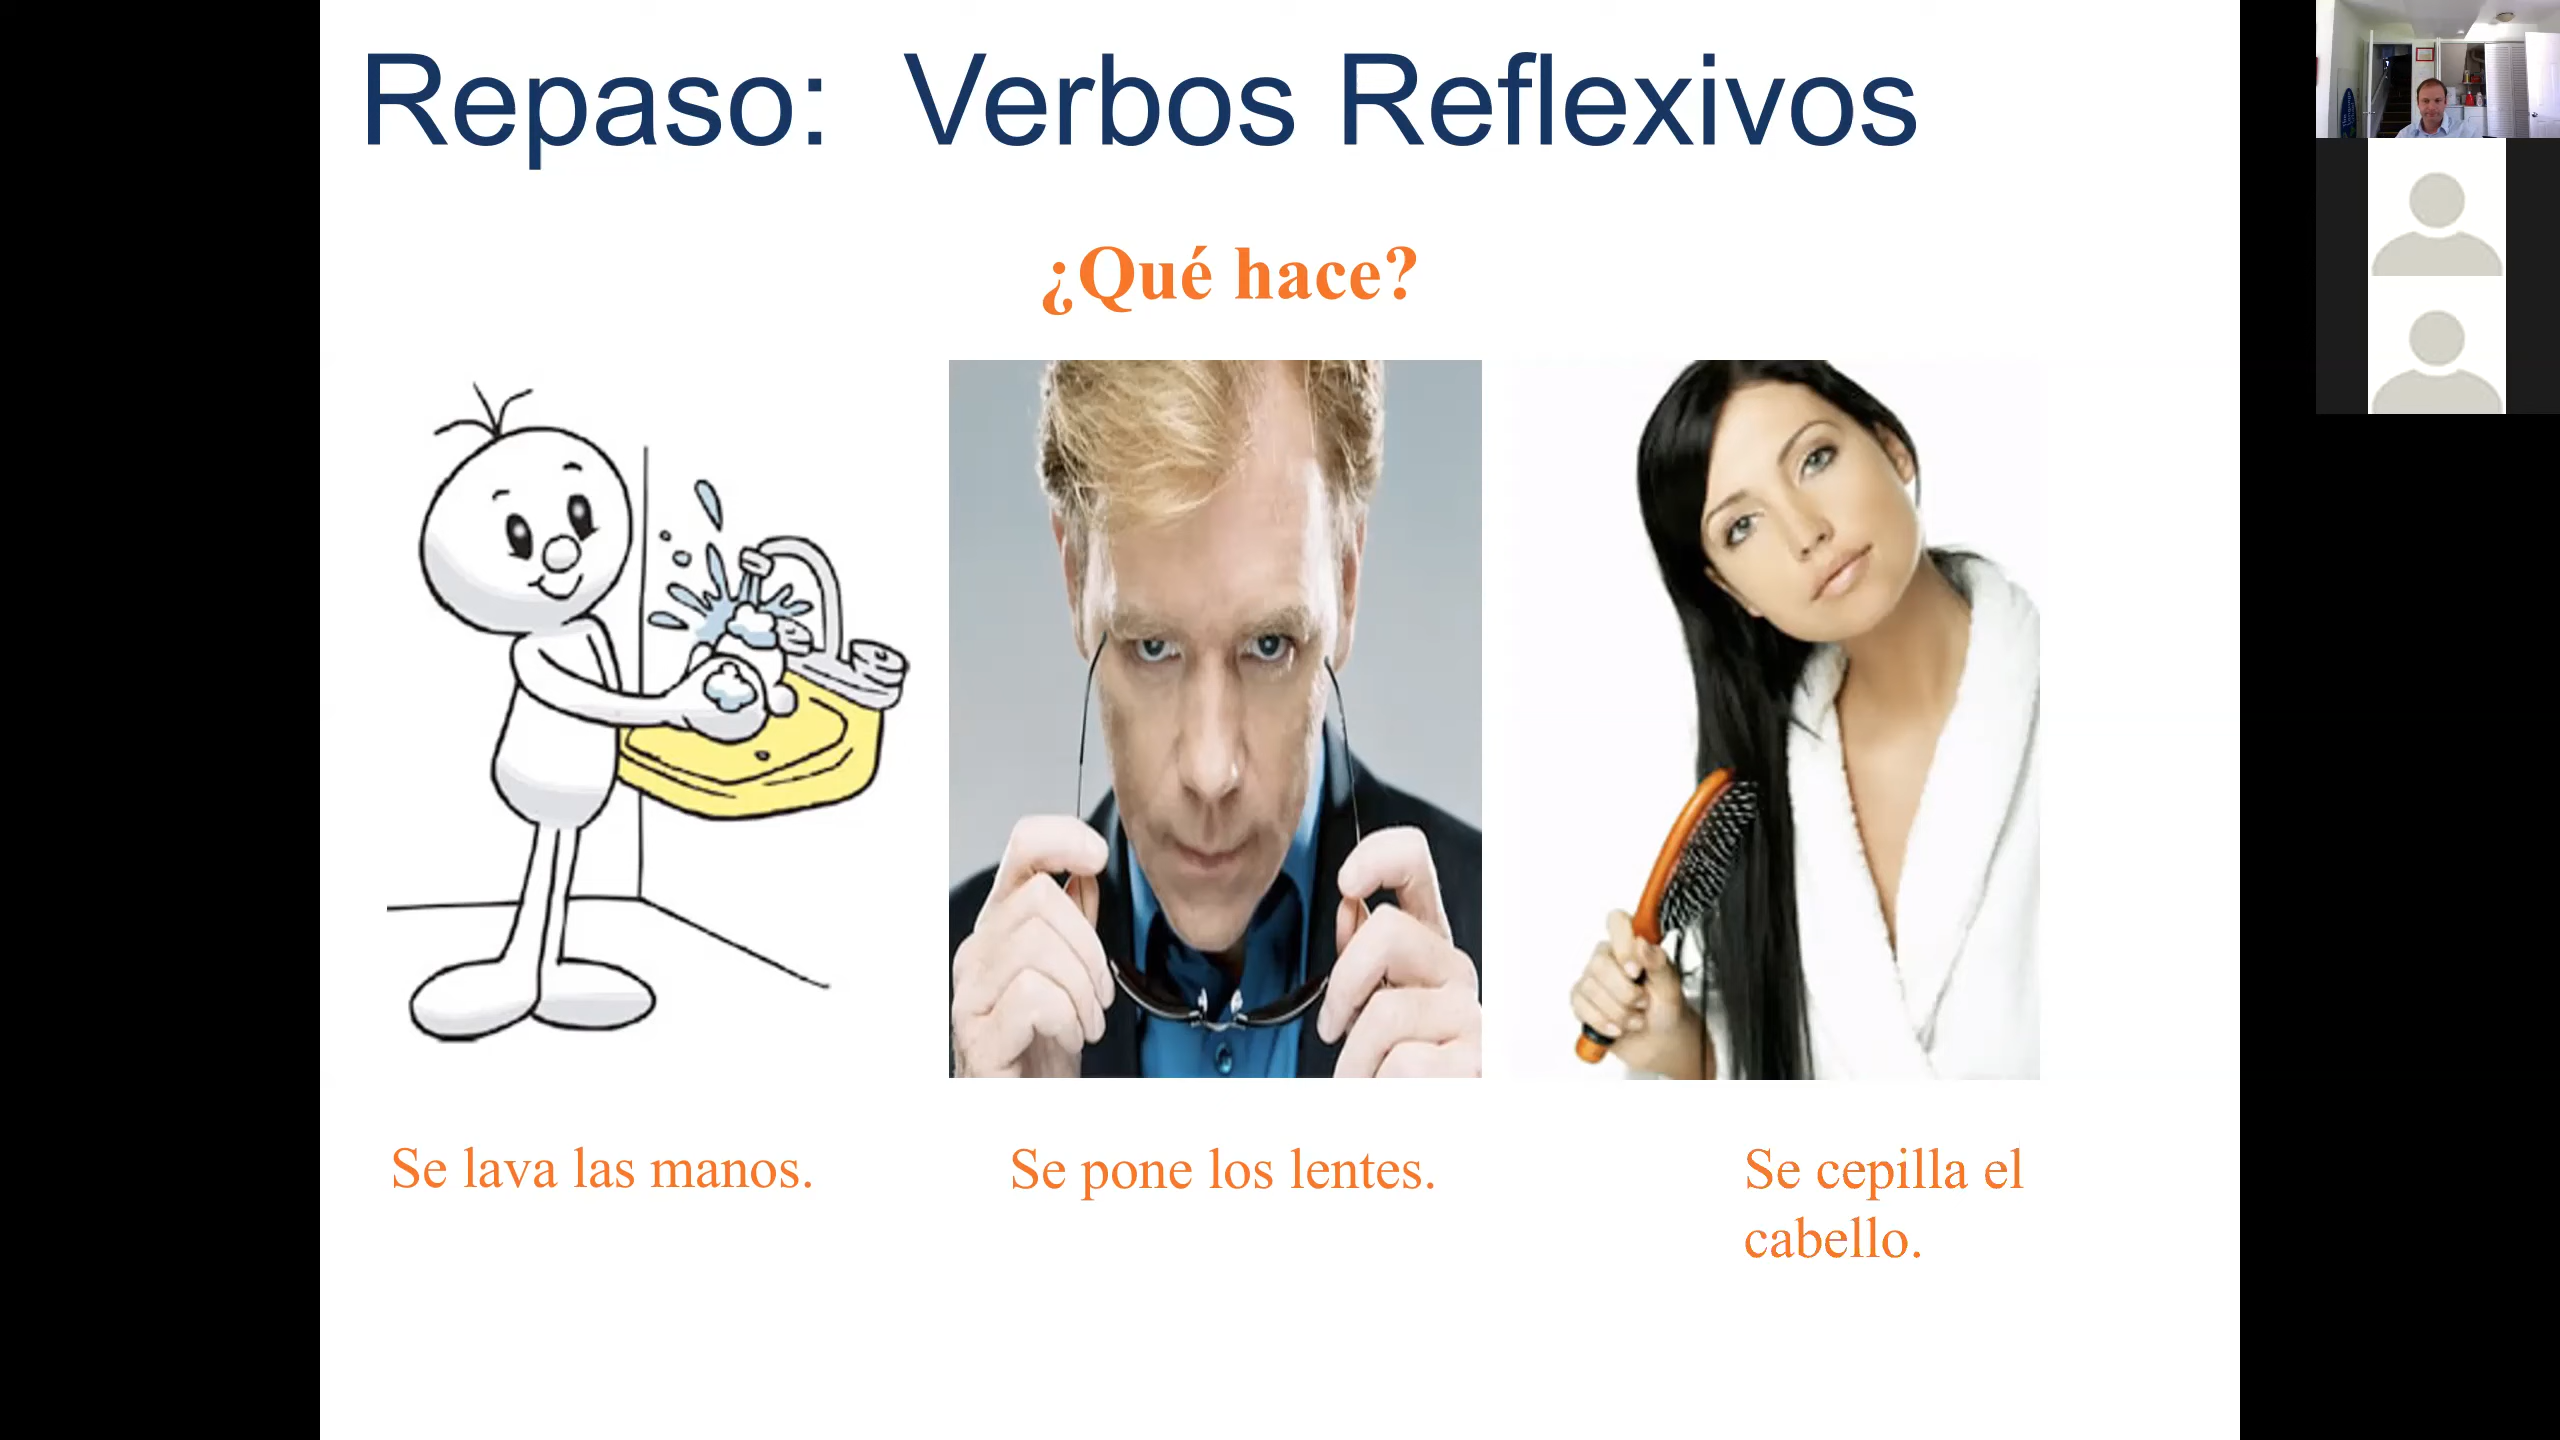 Repaso: Verbos Reflexivos
¿Qué hace?
Se lava las manos.
Se pone los lentes.
Se cepilla el
cabello.